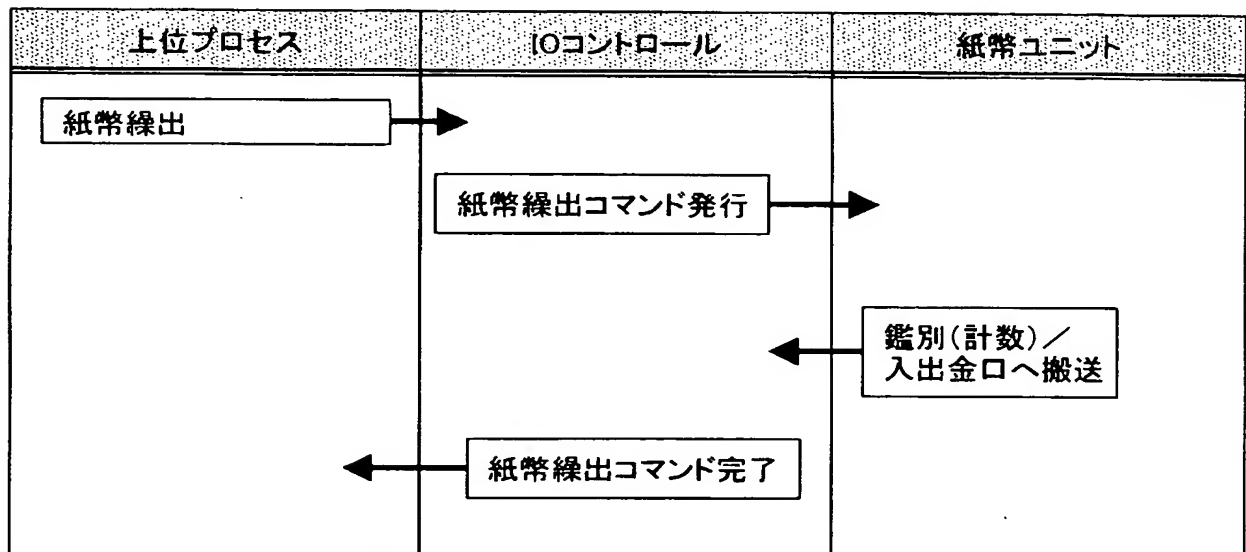 上位プロセス
IOコントロール
紙幣ユニット
紙幣繰出
紙幣繰出コマンド発行
鑑別(計数)／
入出金口へ搬送
紙幣繰出コマンド完了